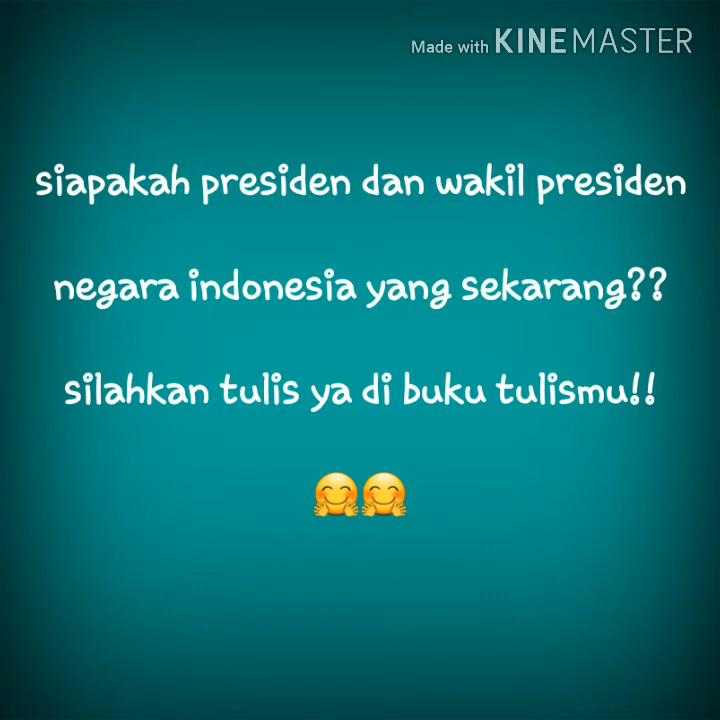 Made with KINEMASTER
siapakah presiden dan wakil presiden
negara indonesia yang sekarang??
silahkan tulis ya di buku tulismu!!
🤗🤗